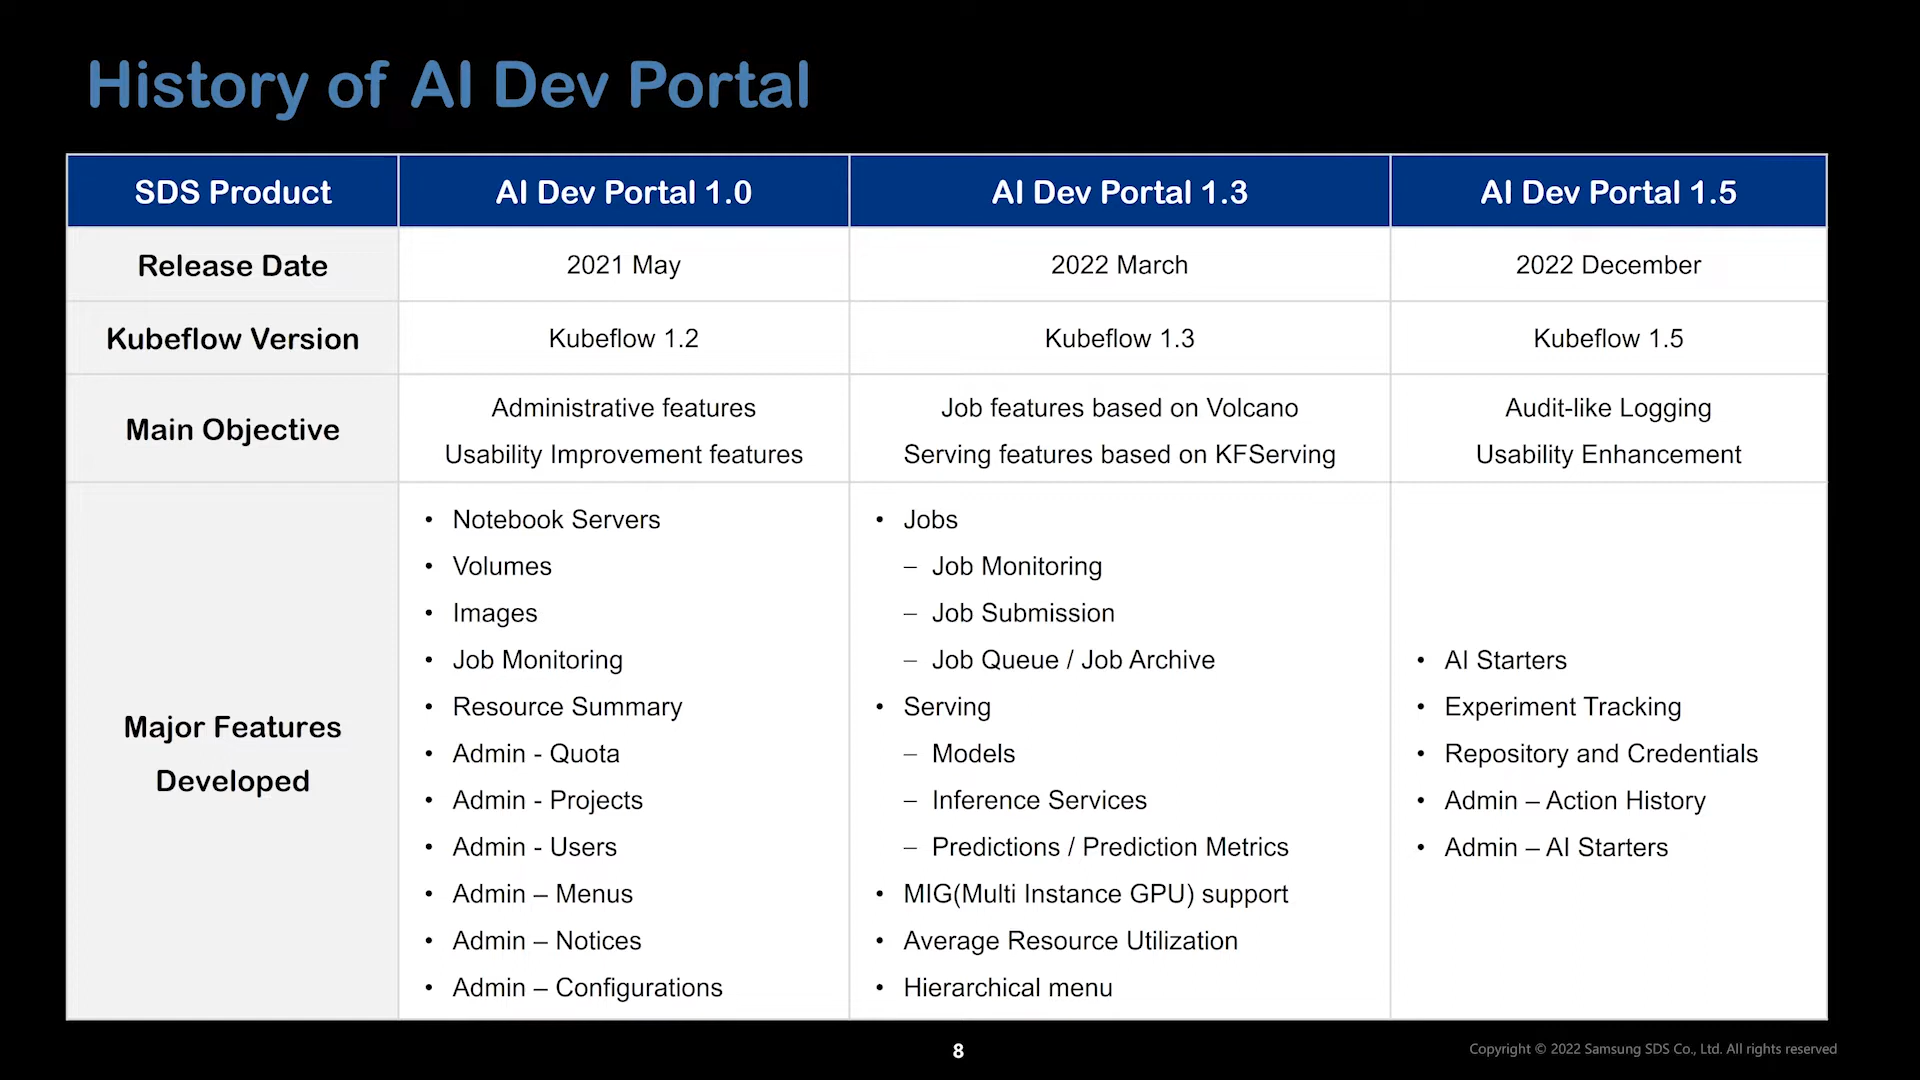 History of AI Dev Portal
SDS Product
AI Dev Portal 1.0
AI Dev Portal 1.3
AI Dev Portal 1.5
Release Date
2021 May
2022 March
2022 December
Kubeflow Version
Kubeflow 1.2
Kubeflow 1.3
Kubeflow 1.5
Main Objective
Administrative features
Usability Improvement features
Job features based on Volcano
Serving features based on KFServing
Audit-like Logging
Usability Enhancement
Major Features
Developed
• Notebook Servers
• Volumes
• Images
• Job Monitoring
• Resource Summary
• Admin - Quota
• Admin - Projects
• Admin - Users
• Admin – Menus
• Admin – Notices
• Admin – Configurations
• Jobs
– Job Monitoring
– Job Submission
– Job Queue / Job Archive
• Serving
– Models
– Inference Services
– Predictions / Prediction Metrics
• MIG(Multi Instance GPU) support
• Average Resource Utilization
• Hierarchical menu
• AI Starters
• Experiment Tracking
• Repository and Credentials
• Admin – Action History
• Admin – AI Starters
8
Copyright © 2022 Samsung SDS Co., Ltd. All rights reserved